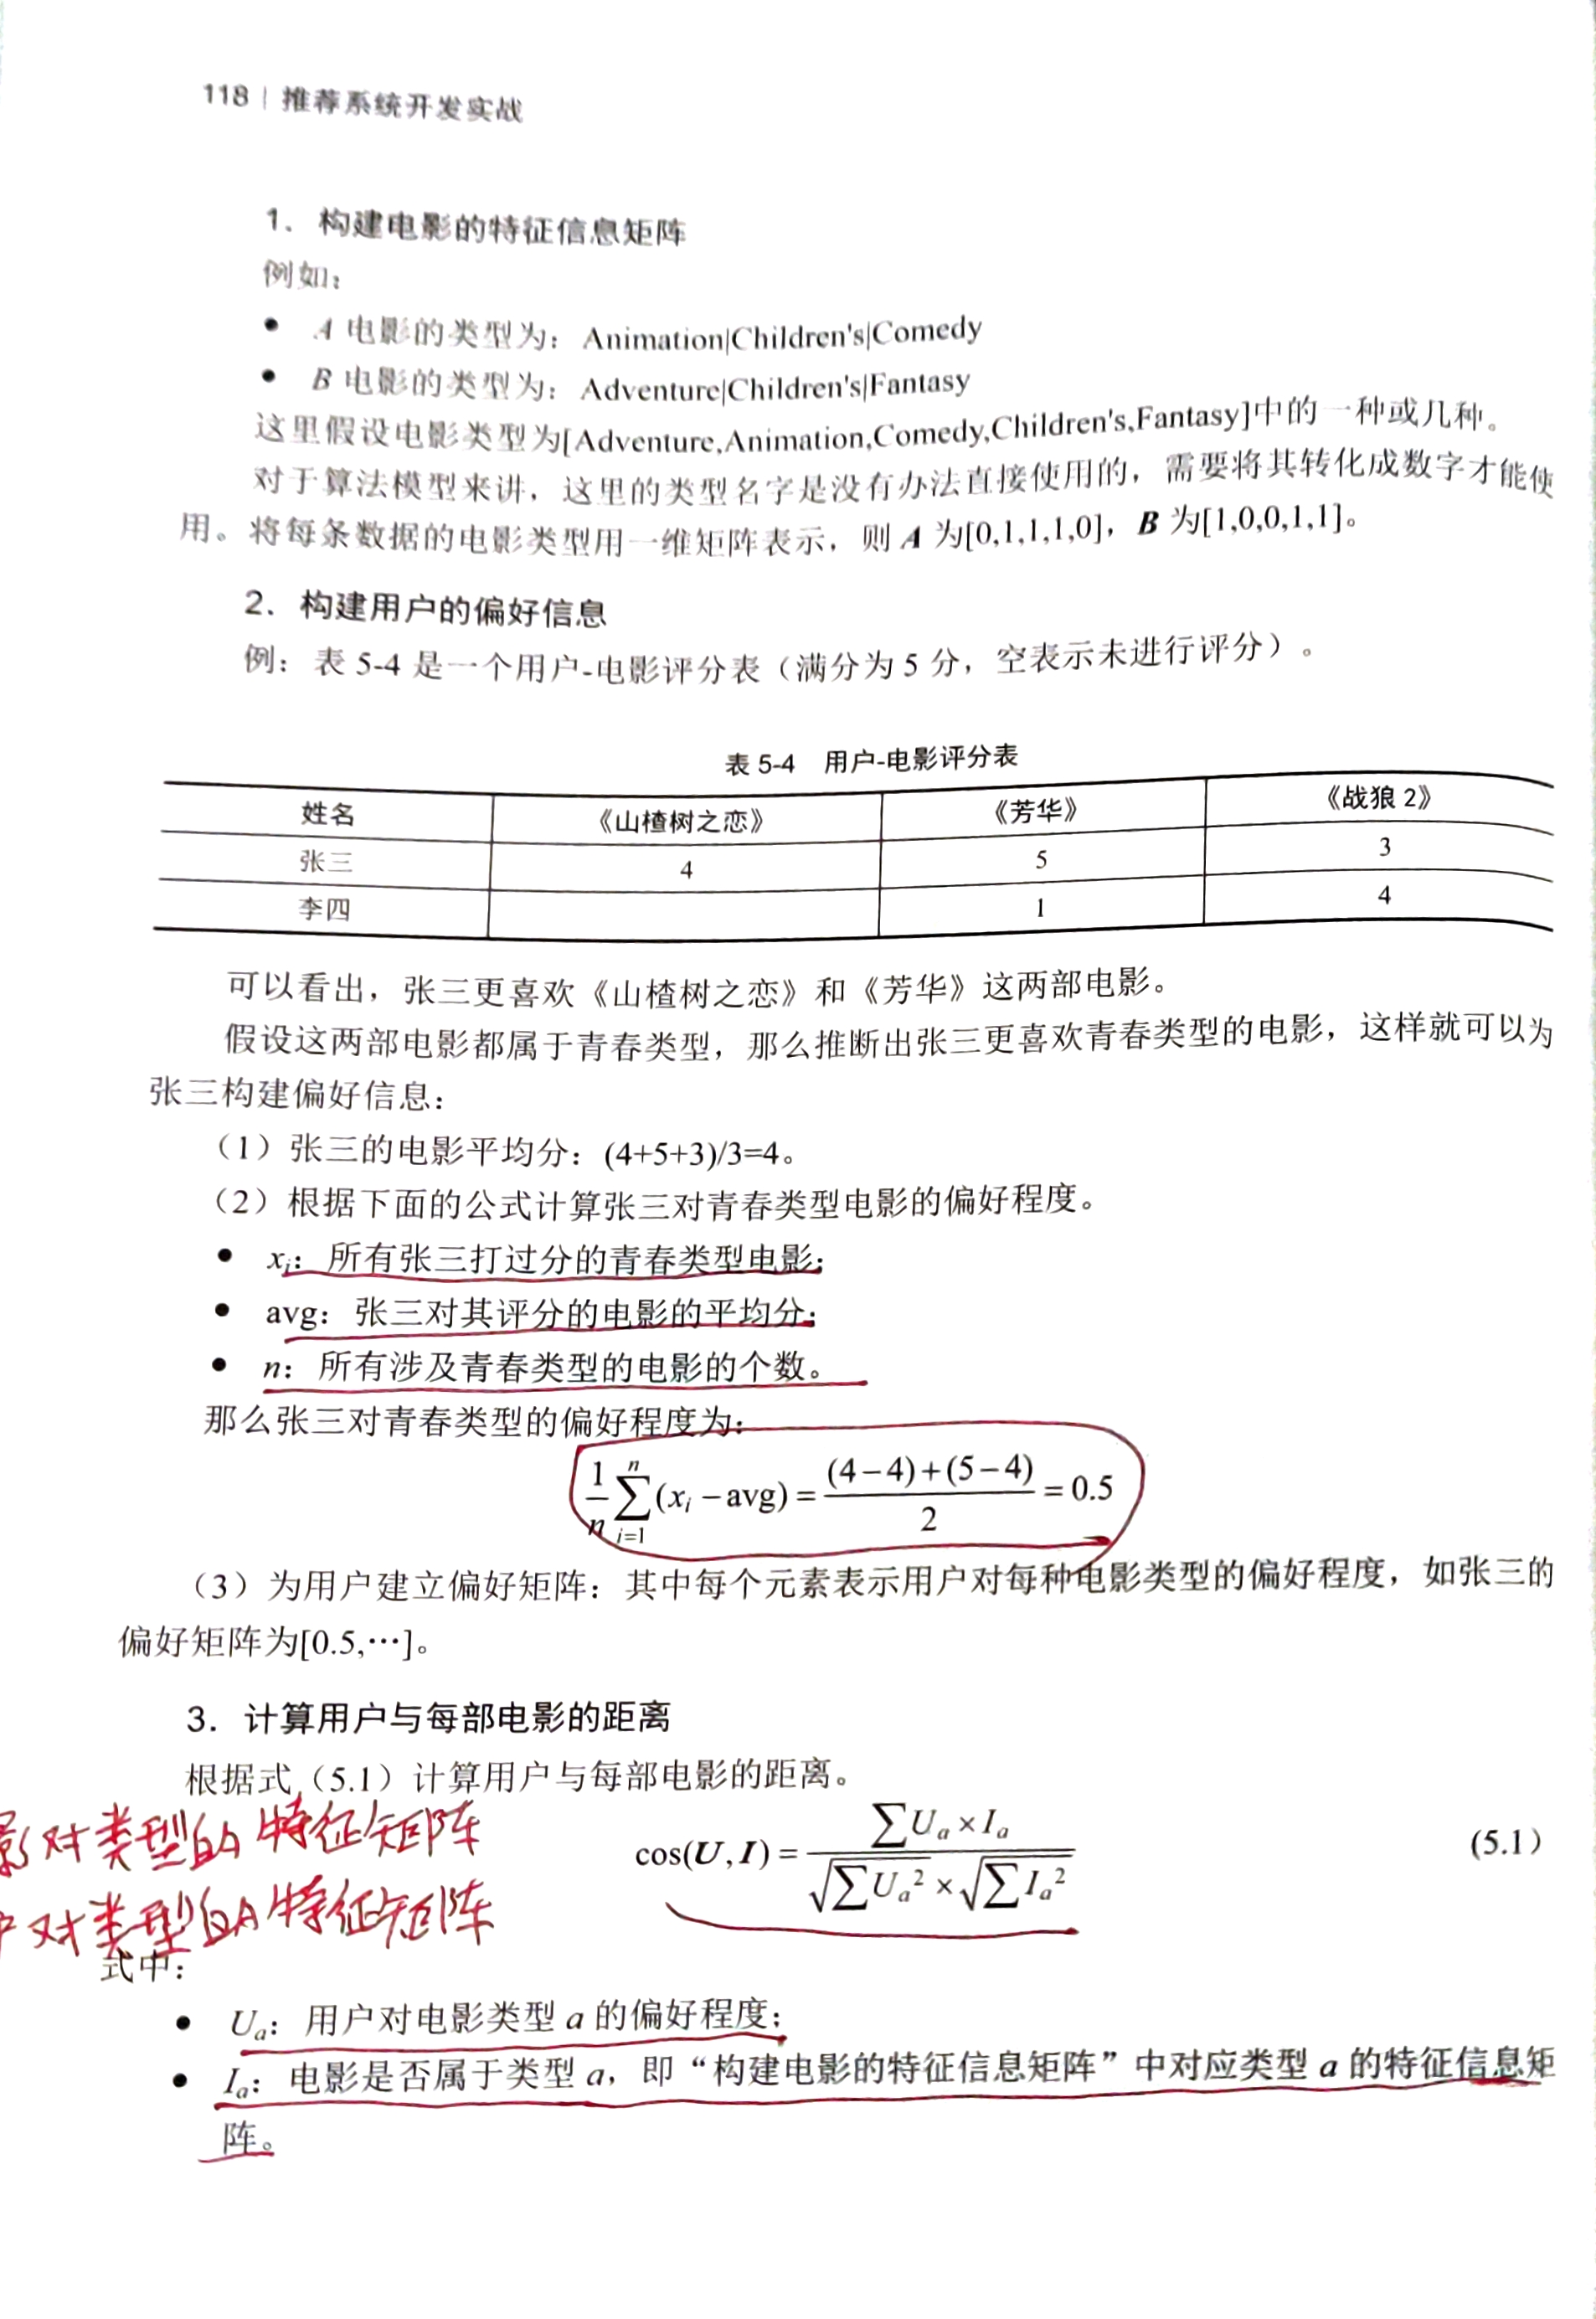 118 | 推荐系统开发实战
1. 构建电影的特征信息矩阵
例如：
● A 电影的类型为：Animation|Children's|Comedy
● B 电影的类型为：Adventure|Children's|Fantasy
这里假设电影类型为[Adventure,Animation,Comedy,Children's,Fantasy]中的一种或几种。
对于算法模型来讲，这里的类型名字是没有办法直接使用的，需要将其转化成数字才能使
用。将每条数据的电影类型用一维矩阵表示，则 A 为[0,1,1,1,0]，B 为[1,0,0,1,1]。
2. 构建用户的偏好信息
例：表 5-4 是一个用户-电影评分表（满分为 5 分，空表示未进行评分）。
表 5-4 用户-电影评分表
姓名 《山楂树之恋》 《芳华》 《战狼 2》
张三 4 5 3
李四 1 4
可以看出，张三更喜欢《山楂树之恋》和《芳华》这两部电影。
假设这两部电影都属于青春类型，那么推断出张三更喜欢青春类型的电影，这样就可以为
张三构建偏好信息：
（1）张三的电影平均分：(4+5+3)/3=4。
（2）根据下面的公式计算张三对青春类型电影的偏好程度。
● xᵢ：所有张三打过分的青春类型电影；
● avg：张三对其评分的电影的平均分；
● n：所有涉及青春类型的电影的个数。
那么张三对青春类型的偏好程度为：
1/n ∑ⁿᵢ₌₁ (xᵢ − avg) = ((4−4)+(5−4))/2 = 0.5
（3）为用户建立偏好矩阵：其中每个元素表示用户对每种电影类型的偏好程度，如张三的
偏好矩阵为[0.5,…]。
3. 计算用户与每部电影的距离
根据式（5.1）计算用户与每部电影的距离。
影对类型的特征矩阵
cos(U, I) = ∑Uₐ×Iₐ / (√∑Uₐ² × √∑Iₐ²) (5.1)
户对类型的特征矩阵
式中：
● Uₐ：用户对电影类型 a 的偏好程度；
● Iₐ：电影是否属于类型 a，即“构建电影的特征信息矩阵”中对应类型 a 的特征信息矩
阵。